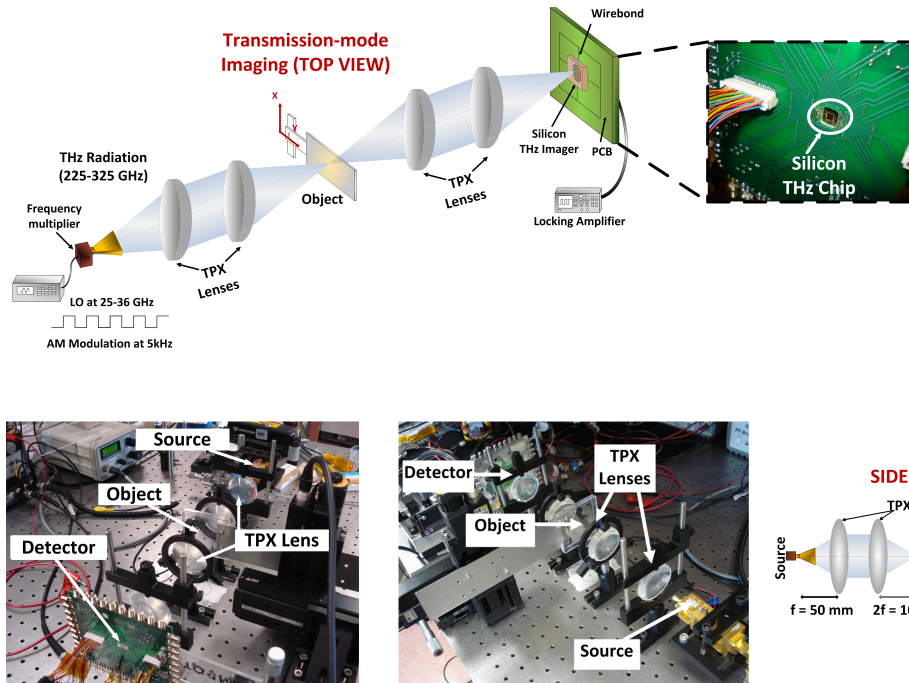 Wirebond
Transmission-mode
Imaging (TOP VIEW)
X
Y
Silicon
THz Imager
PCB
Silicon
THz Chip
THz Radiation
(225-325 GHz)
TPX
Lenses
Object
Locking Amplifier
Frequency
multiplier
TPX
Lenses
LO at 25-36 GHz
AM Modulation at 5kHz
Source
Object
TPX Lens
Detector
TPX
Lenses
Detector
Object
Source
SIDE
TPX
Source
f = 50 mm
2f = 10